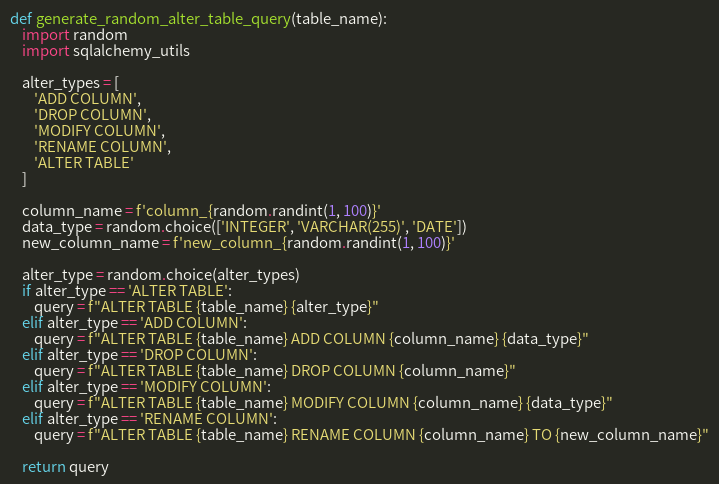 def generate_random_alter_table_query(table_name):
    import random
    import sqlalchemy_utils

    alter_types = [
        'ADD COLUMN',
        'DROP COLUMN',
        'MODIFY COLUMN',
        'RENAME COLUMN',
        'ALTER TABLE'
    ]

    column_name = f'column_{random.randint(1, 100)}'
    data_type = random.choice(['INTEGER', 'VARCHAR(255)', 'DATE'])
    new_column_name = f'new_column_{random.randint(1, 100)}'

    alter_type = random.choice(alter_types)
    if alter_type == 'ALTER TABLE':
        query = f"ALTER TABLE {table_name} {alter_type}"
    elif alter_type == 'ADD COLUMN':
        query = f"ALTER TABLE {table_name} ADD COLUMN {column_name} {data_type}"
    elif alter_type == 'DROP COLUMN':
        query = f"ALTER TABLE {table_name} DROP COLUMN {column_name}"
    elif alter_type == 'MODIFY COLUMN':
        query = f"ALTER TABLE {table_name} MODIFY COLUMN {column_name} {data_type}"
    elif alter_type == 'RENAME COLUMN':
        query = f"ALTER TABLE {table_name} RENAME COLUMN {column_name} TO {new_column_name}"

    return query